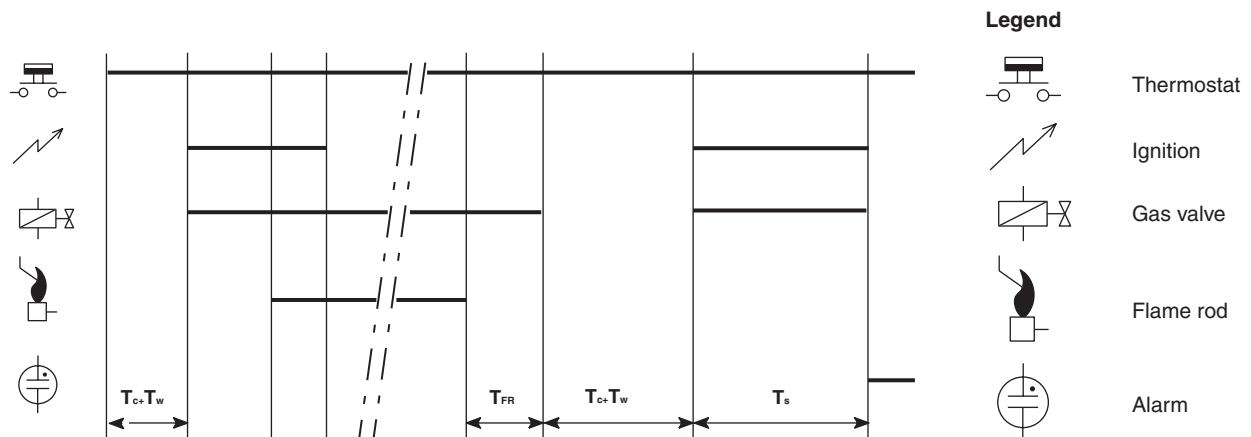 Legend
Thermostat
Ignition
Gas valve
Flame rod
Alarm
Tc+Tw
TFR
Tc+Tw
Ts